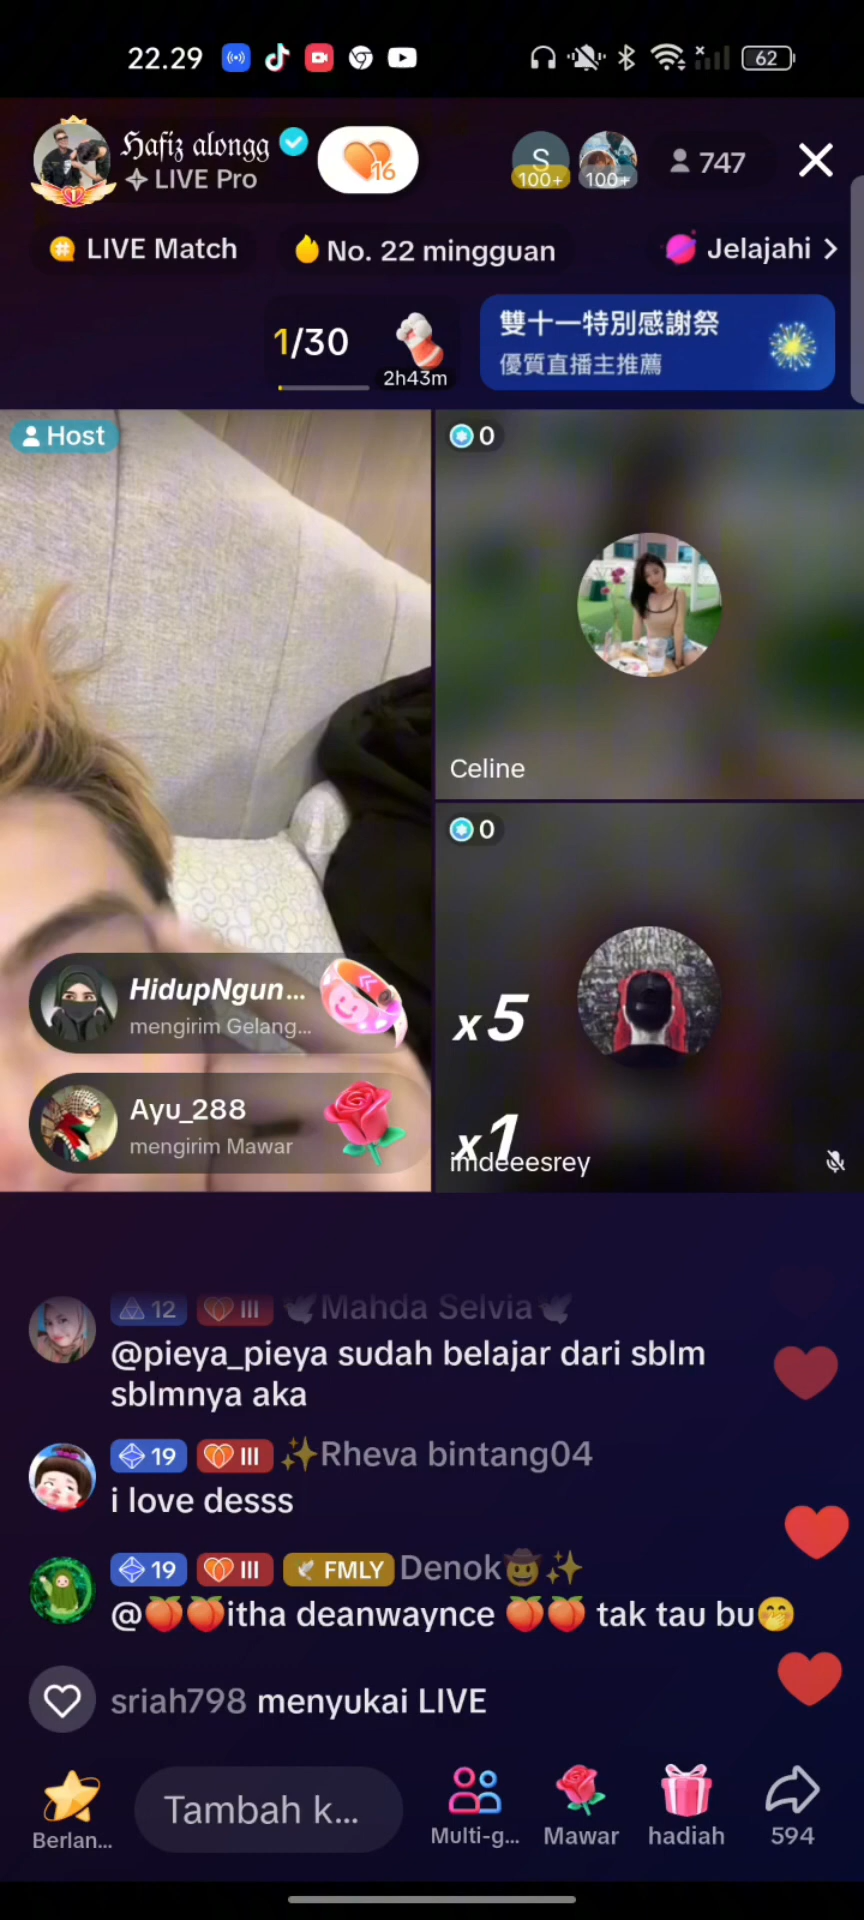 22.29
62
Hafiz alongg
LIVE Pro
16
S
100+
100+
747
LIVE Match
No. 22 mingguan
Jelajahi
1/30
2h43m
雙十一特別感謝祭
優質直播主推薦
Host
0
Celine
0
HidupNgun...
mengirim Gelang...
x5
Ayu_288
mengirim Mawar
x1
imdeeesrey
12 III 🕊Mahda Selvia🕊
@pieya_pieya sudah belajar dari sblm
sblmnya aka
19 III ✨Rheva bintang04
i love desss
19 III FMLY Denok🤠✨
@🍑🍑itha deanwaynce 🍑🍑 tak tau bu🤭
sriah798 menyukai LIVE
Tambah k...
Berlan...
Multi-g...
Mawar
hadiah
594